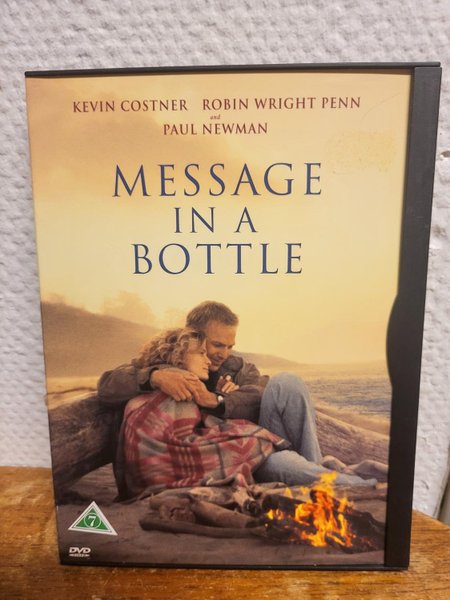 KEVIN COSTNER ROBIN WRIGHT PENN
and
PAUL NEWMAN
MESSAGE
IN A
BOTTLE
7
DVD